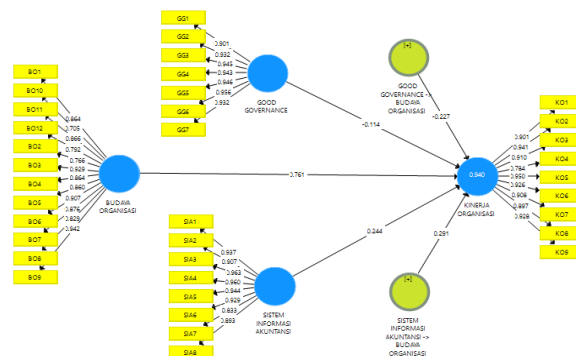 GG1
GG2
GG3
GG4
GG5
GG6
GG7
0.901
0.932
0.945
0.943
0.946
0.956
0.932
GOOD
GOVERNANCE
[+]
GOOD
GOVERNANCE ->
BUDAYA
ORGANISASI
-0.114
-0.227
BO1
BO10
BO11
BO12
BO2
BO3
BO4
BO5
BO6
BO7
BO8
BO9
0.864
0.705
0.866
0.792
0.766
0.929
0.864
0.860
0.907
0.876
0.829
0.942
BUDAYA
ORGANISASI
0.761
0.940
KINERJA
ORGANISASI
0.901
0.941
0.910
0.784
0.950
0.926
0.908
0.897
0.928
KO1
KO2
KO3
KO4
KO5
KO6
KO7
KO8
KO9
SIA1
SIA2
SIA3
SIA4
SIA5
SIA6
SIA7
SIA8
0.937
0.907
0.963
0.960
0.944
0.929
0.833
0.893
SISTEM
INFORMASI
AKUNTANSI
0.244
0.291
[+]
SISTEM
INFORMASI
AKUNTANSI ->
BUDAYA
ORGANISASI